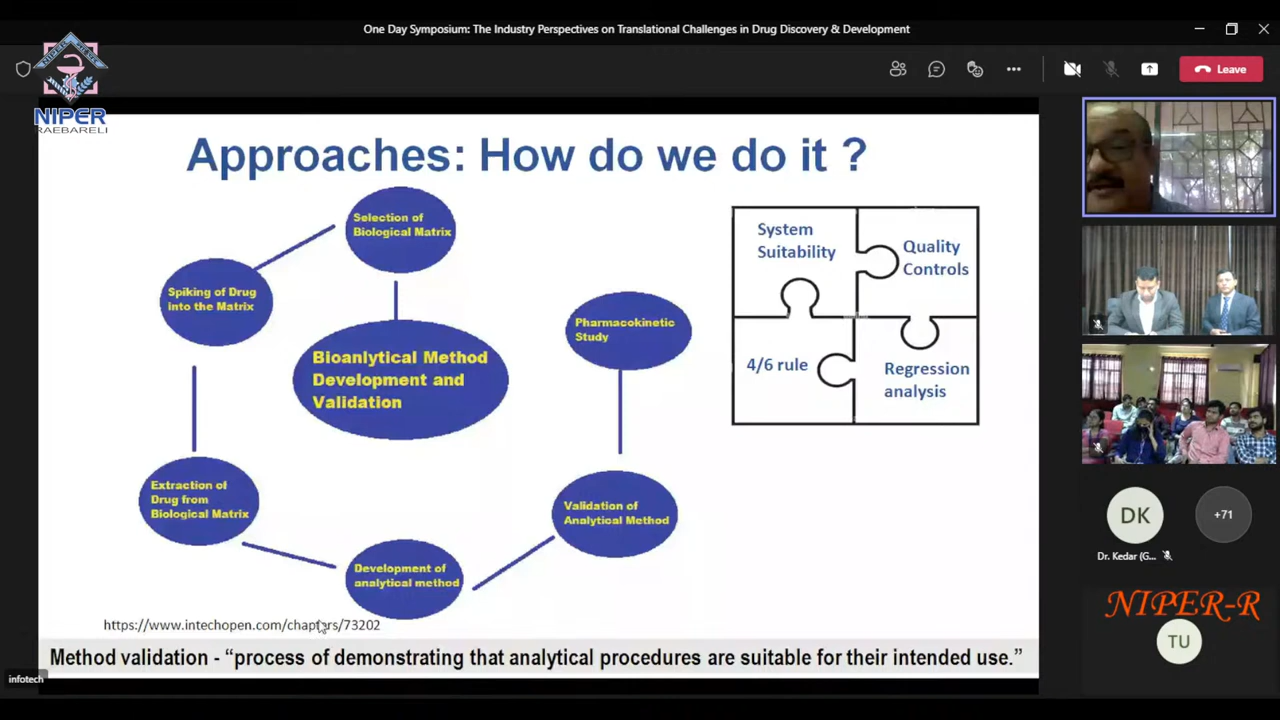 One Day Symposium: The Industry Perspectives on Translational Challenges in Drug Discovery & Development
Leave
NIPER
RAEBARELI
Approaches: How do we do it ?
Selection of
Biological Matrix
Spiking of Drug
into the Matrix
Bioanlytical Method
Development and
Validation
Pharmacokinetic
Study
Extraction of
Drug from
Biological Matrix
Validation of
Analytical Method
Development of
analytical method
System
Suitability
Quality
Controls
4/6 rule
Regression
analysis
https://www.intechopen.com/chapters/73202
Method validation - “process of demonstrating that analytical procedures are suitable for their intended use.”
infotech
DK
+71
Dr. Kedar (G...
NIPER-R
TU